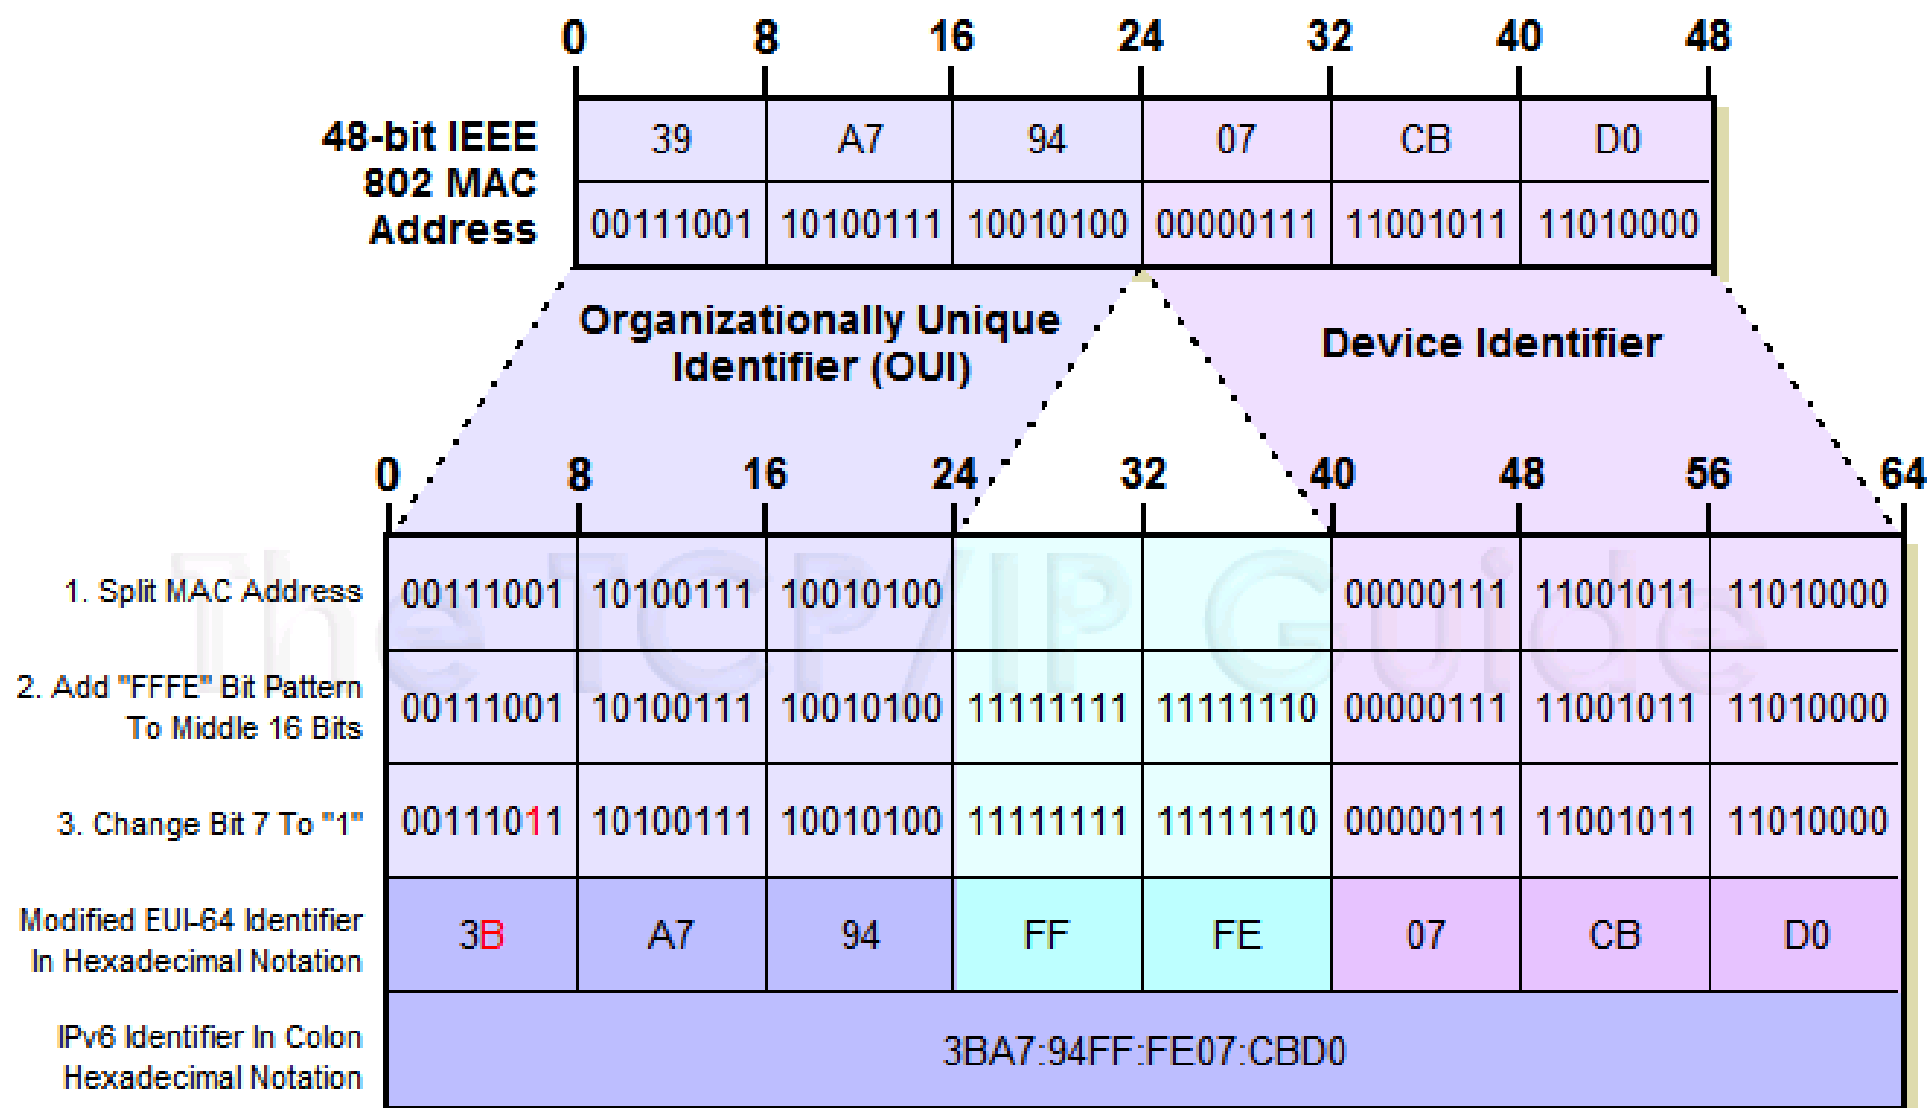 0 8 16 24 32 40 48
48-bit IEEE
802 MAC
Address
39 A7 94 07 CB D0
00111001 10100111 10010100 00000111 11001011 11010000
Organizationally Unique
Identifier (OUI)
Device Identifier
0 8 16 24 32 40 48 56 64
1. Split MAC Address
00111001 10100111 10010100 00000111 11001011 11010000
2. Add "FFFE" Bit Pattern
To Middle 16 Bits
00111001 10100111 10010100 11111111 11111110 00000111 11001011 11010000
3. Change Bit 7 To "1"
00111011 10100111 10010100 11111111 11111110 00000111 11001011 11010000
Modified EUI-64 Identifier
In Hexadecimal Notation
3B A7 94 FF FE 07 CB D0
IPv6 Identifier In Colon
Hexadecimal Notation
3BA7:94FF:FE07:CBD0
The TCP/IP Guide